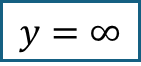 y = ∞